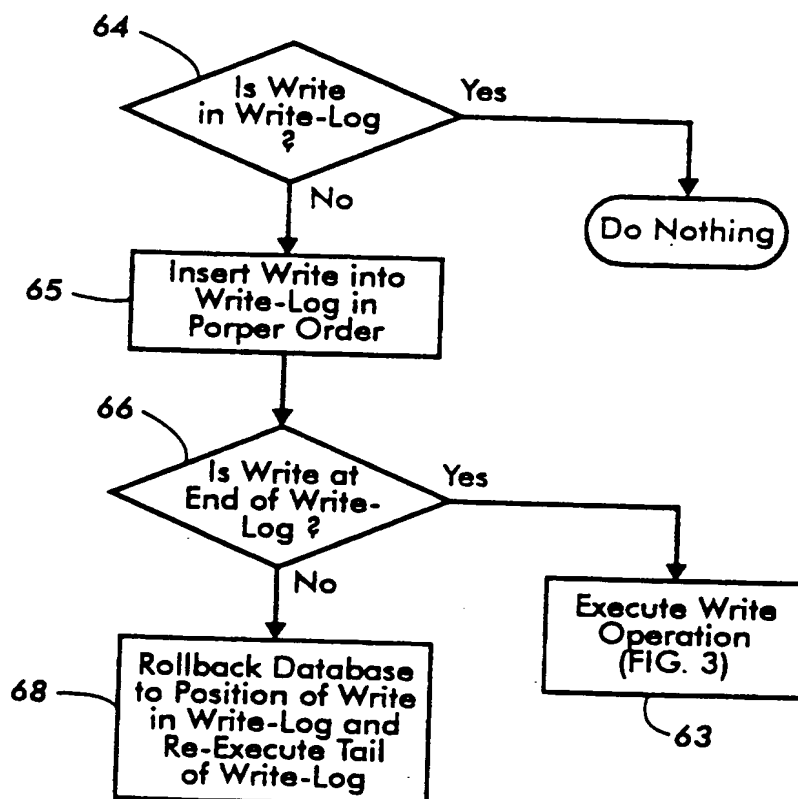 64
Is Write
in Write-Log
?
Yes
No
Do Nothing
65
Insert Write into
Write-Log in
Porper Order
66
Is Write at
End of Write-
Log ?
Yes
No
Execute Write
Operation
(FIG. 3)
63
68
Rollback Database
to Position of Write
in Write-Log and
Re-Execute Tail
of Write-Log